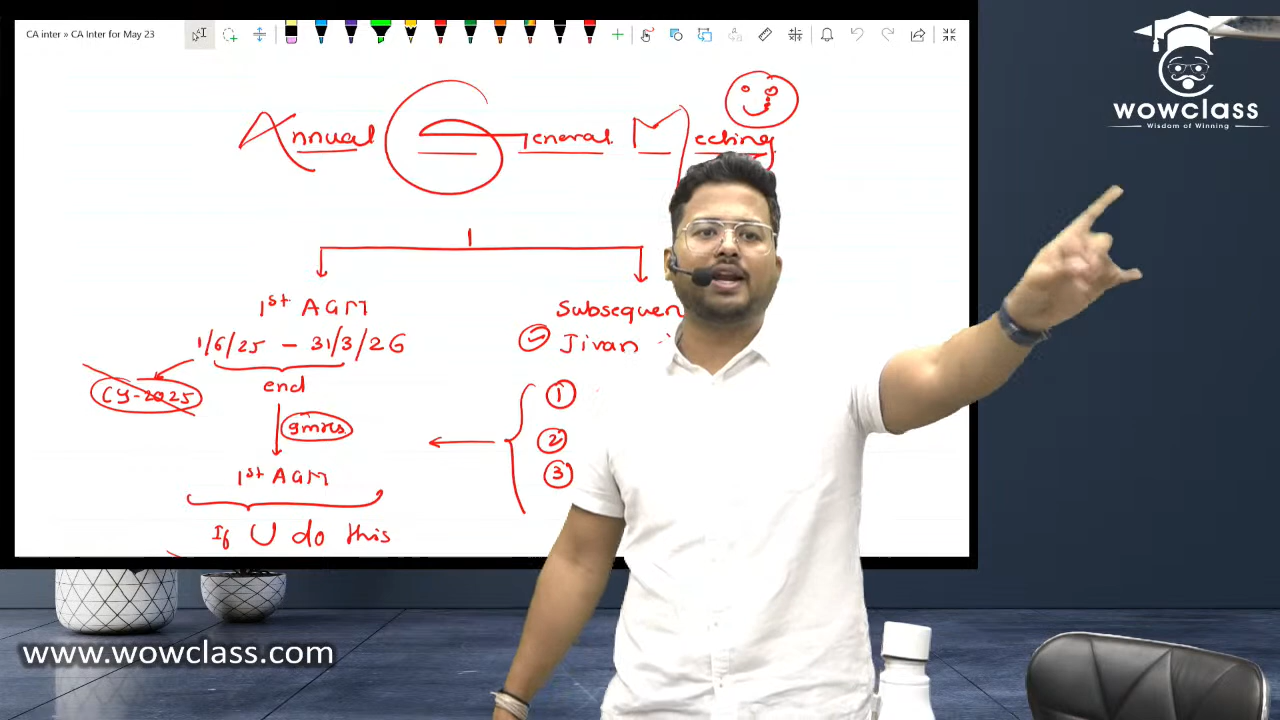 CA inter » CA Inter for May 23
wowclass
Wisdom of Winning
Annual General Meeting
1st AGM
1/6/25 - 31/3/26
CY-2025
end
9mths
1st AGM
If U do this
Subsequen
Jivan
1
2
3
www.wowclass.com